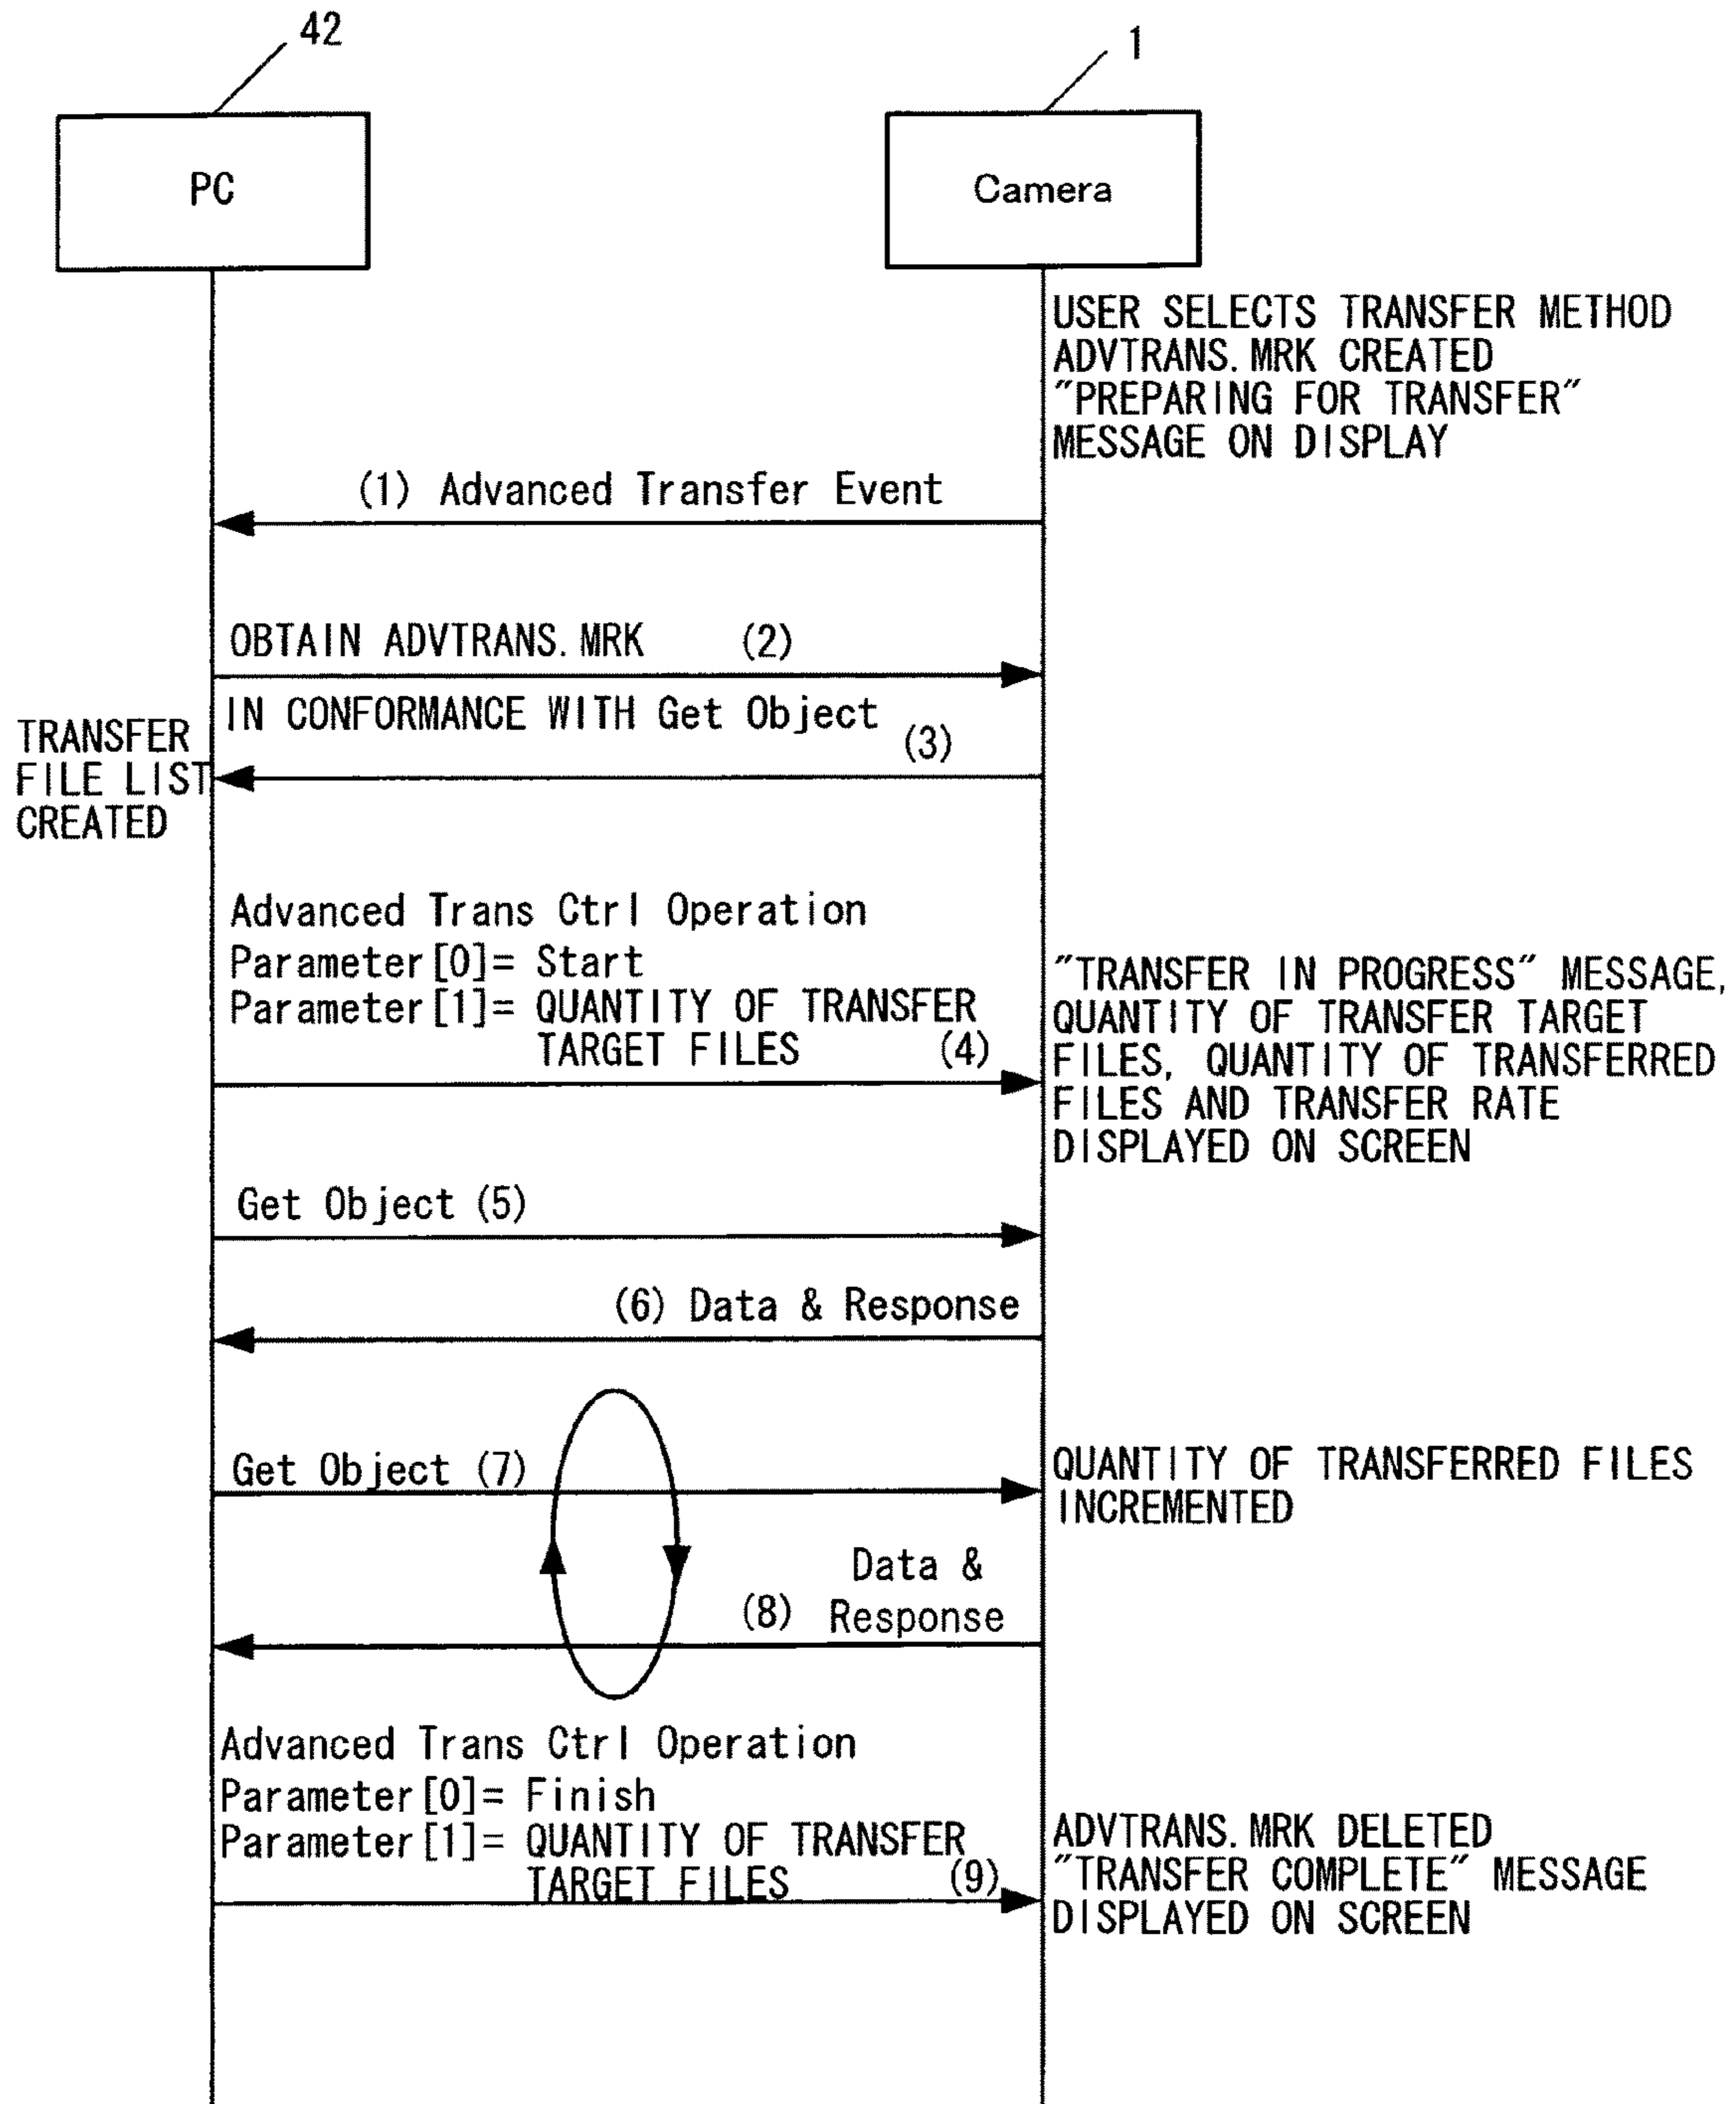 42
1
PC
Camera
USER SELECTS TRANSFER METHOD
ADVTRANS.MRK CREATED
"PREPARING FOR TRANSFER"
MESSAGE ON DISPLAY
(1) Advanced Transfer Event
OBTAIN ADVTRANS.MRK (2)
IN CONFORMANCE WITH Get Object
(3)
TRANSFER
FILE LIST
CREATED
Advanced Trans Ctrl Operation
Parameter[0]= Start
Parameter[1]= QUANTITY OF TRANSFER
TARGET FILES (4)
"TRANSFER IN PROGRESS" MESSAGE,
QUANTITY OF TRANSFER TARGET
FILES, QUANTITY OF TRANSFERRED
FILES AND TRANSFER RATE
DISPLAYED ON SCREEN
Get Object (5)
(6) Data & Response
Get Object (7)
QUANTITY OF TRANSFERRED FILES
INCREMENTED
Data &
(8) Response
Advanced Trans Ctrl Operation
Parameter[0]= Finish
Parameter[1]= QUANTITY OF TRANSFER
TARGET FILES (9)
ADVTRANS.MRK DELETED
"TRANSFER COMPLETE" MESSAGE
DISPLAYED ON SCREEN